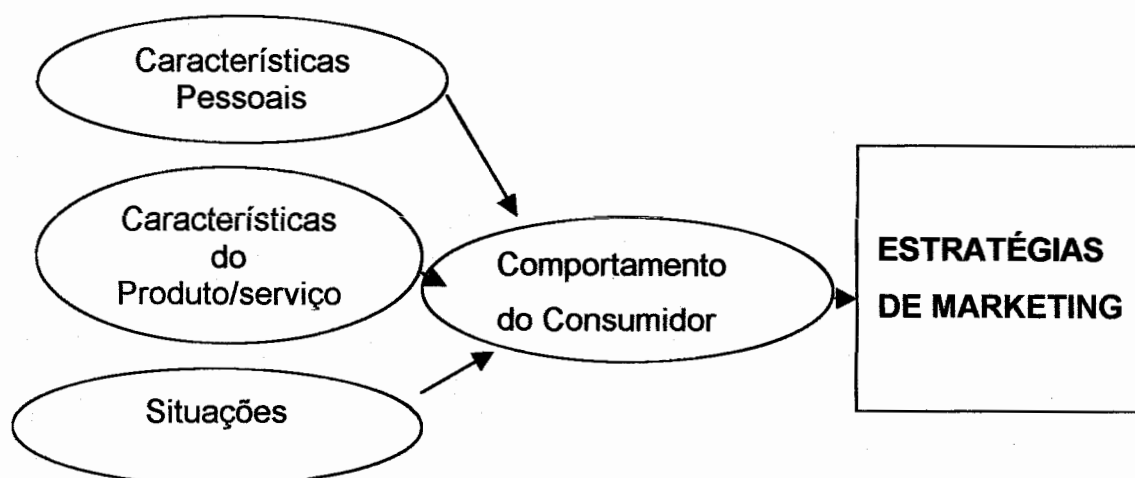 Características
Pessoais
Características
do
Produto/serviço
Situações
Comportamento
do Consumidor
ESTRATÉGIAS
DE MARKETING